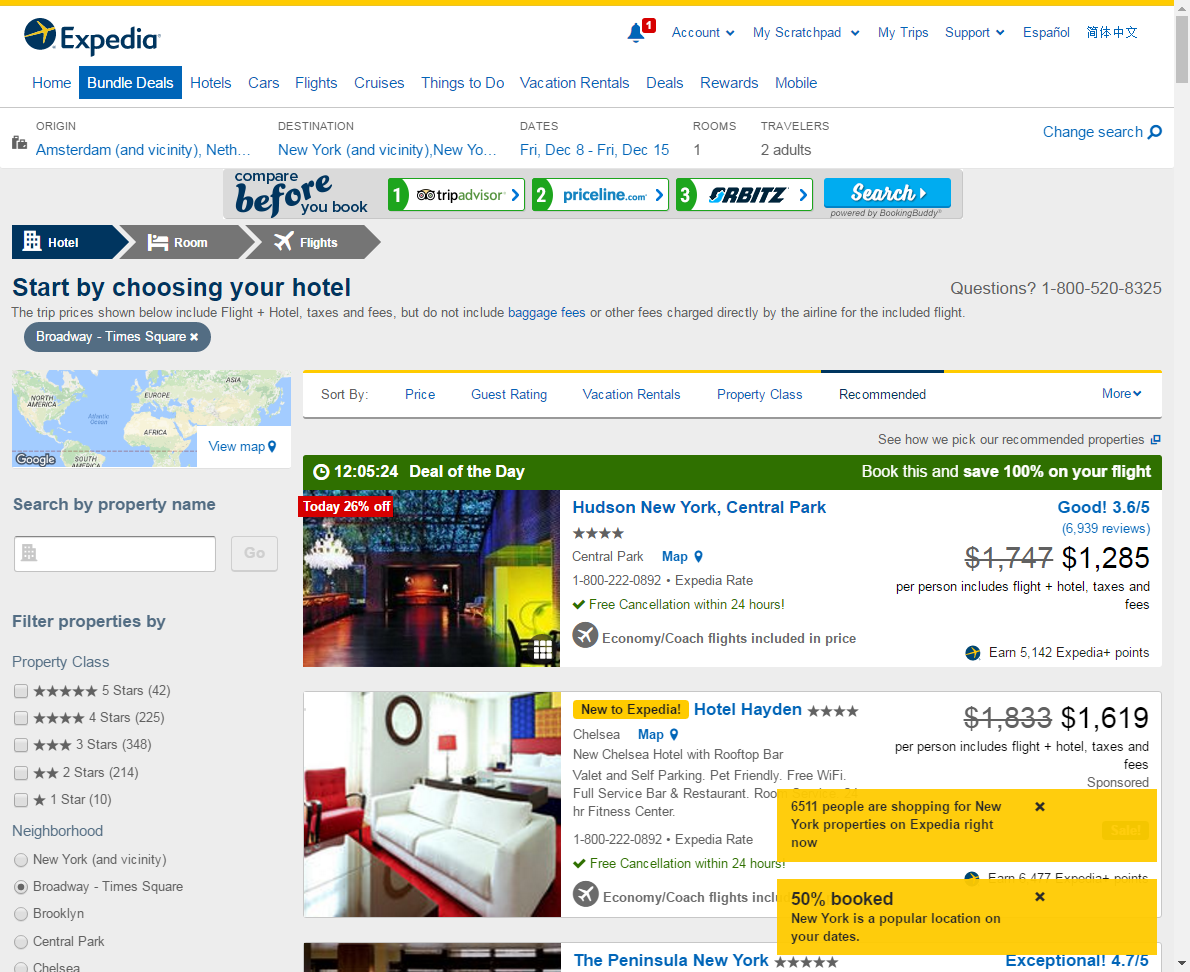 Expedia
1
Account
My Scratchpad
My Trips
Support
Español
简体中文
Home
Bundle Deals
Hotels
Cars
Flights
Cruises
Things to Do
Vacation Rentals
Deals
Rewards
Mobile
ORIGIN
DESTINATION
DATES
ROOMS
TRAVELERS
Amsterdam (and vicinity), Neth...
New York (and vicinity),New Yo...
Fri, Dec 8 - Fri, Dec 15
1
2 adults
Change search
compare
before
you book
1 tripadvisor
2 priceline.com
3 ORBITZ
Search
powered by BookingBuddy
Hotel
Room
Flights
Start by choosing your hotel
Questions? 1-800-520-8325
The trip prices shown below include Flight + Hotel, taxes and fees, but do not include baggage fees or other fees charged directly by the airline for the included flight.
Broadway - Times Square ×
NORTH
AMERICA
Atlantic
Ocean
EUROPE
ASIA
AFRICA
SOUTH
AMERICA
Google
View map
Search by property name
Go
Filter properties by
Property Class
★★★★★ 5 Stars (42)
★★★★ 4 Stars (225)
★★★ 3 Stars (348)
★★ 2 Stars (214)
★ 1 Star (10)
Neighborhood
New York (and vicinity)
Broadway - Times Square
Brooklyn
Central Park
Chelsea
Sort By:
Price
Guest Rating
Vacation Rentals
Property Class
Recommended
More
See how we pick our recommended properties
12:05:24 Deal of the Day
Book this and save 100% on your flight
Today 26% off
Hudson New York, Central Park
★★★★
Central Park
Map
1-800-222-0892 • Expedia Rate
Free Cancellation within 24 hours!
Economy/Coach flights included in price
Good! 3.6/5
(6,939 reviews)
$1,747 $1,285
per person includes flight + hotel, taxes and
fees
Earn 5,142 Expedia+ points
New to Expedia! Hotel Hayden ★★★★
Chelsea
Map
New Chelsea Hotel with Rooftop Bar
Valet and Self Parking. Pet Friendly. Free WiFi.
Full Service Bar & Restaurant.
hr Fitness Center.
1-800-222-0892 • Expedia Rate
Free Cancellation within 24 hours!
Economy/Coach flights
$1,833 $1,619
per person includes flight + hotel, taxes and
fees
Sponsored
6511 people are shopping for New
York properties on Expedia right
now
Sale!
Earn 6,477 Expedia+ points
50% booked
New York is a popular location on
your dates.
The Peninsula New York ★★★★★
Exceptional! 4.7/5